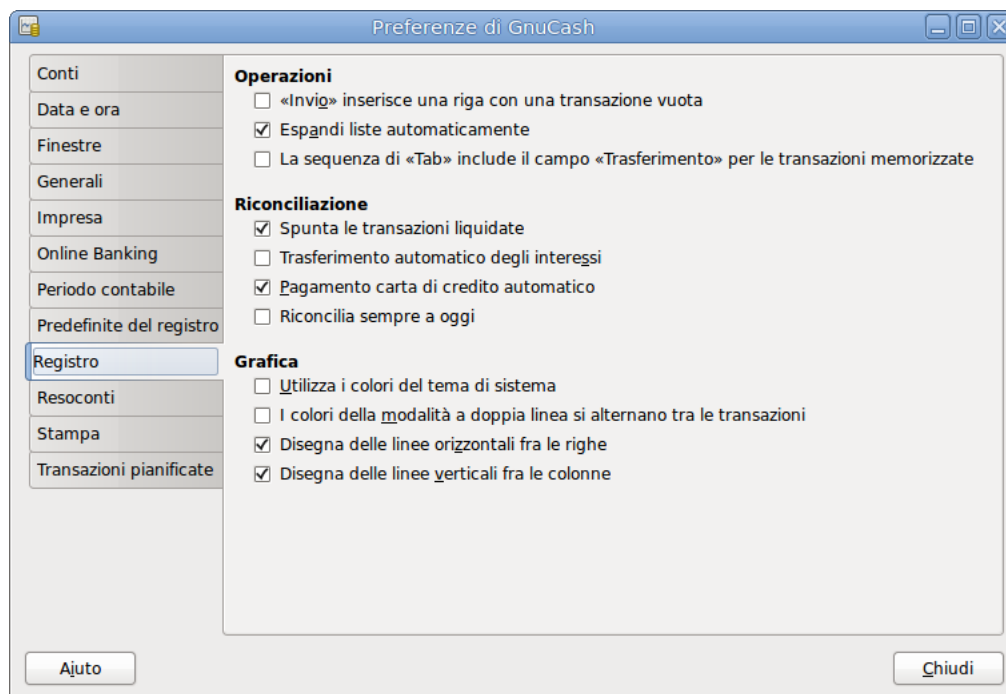 Preferenze di GnuCash
Conti
Data e ora
Finestre
Generali
Impresa
Online Banking
Periodo contabile
Predefinite del registro
Registro
Resoconti
Stampa
Transazioni pianificate
Operazioni
«Invio» inserisce una riga con una transazione vuota
Espandi liste automaticamente
La sequenza di «Tab» include il campo «Trasferimento» per le transazioni memorizzate
Riconciliazione
Spunta le transazioni liquidate
Trasferimento automatico degli interessi
Pagamento carta di credito automatico
Riconcilia sempre a oggi
Grafica
Utilizza i colori del tema di sistema
I colori della modalità a doppia linea si alternano tra le transazioni
Disegna delle linee orizzontali fra le righe
Disegna delle linee verticali fra le colonne
Aiuto
Chiudi